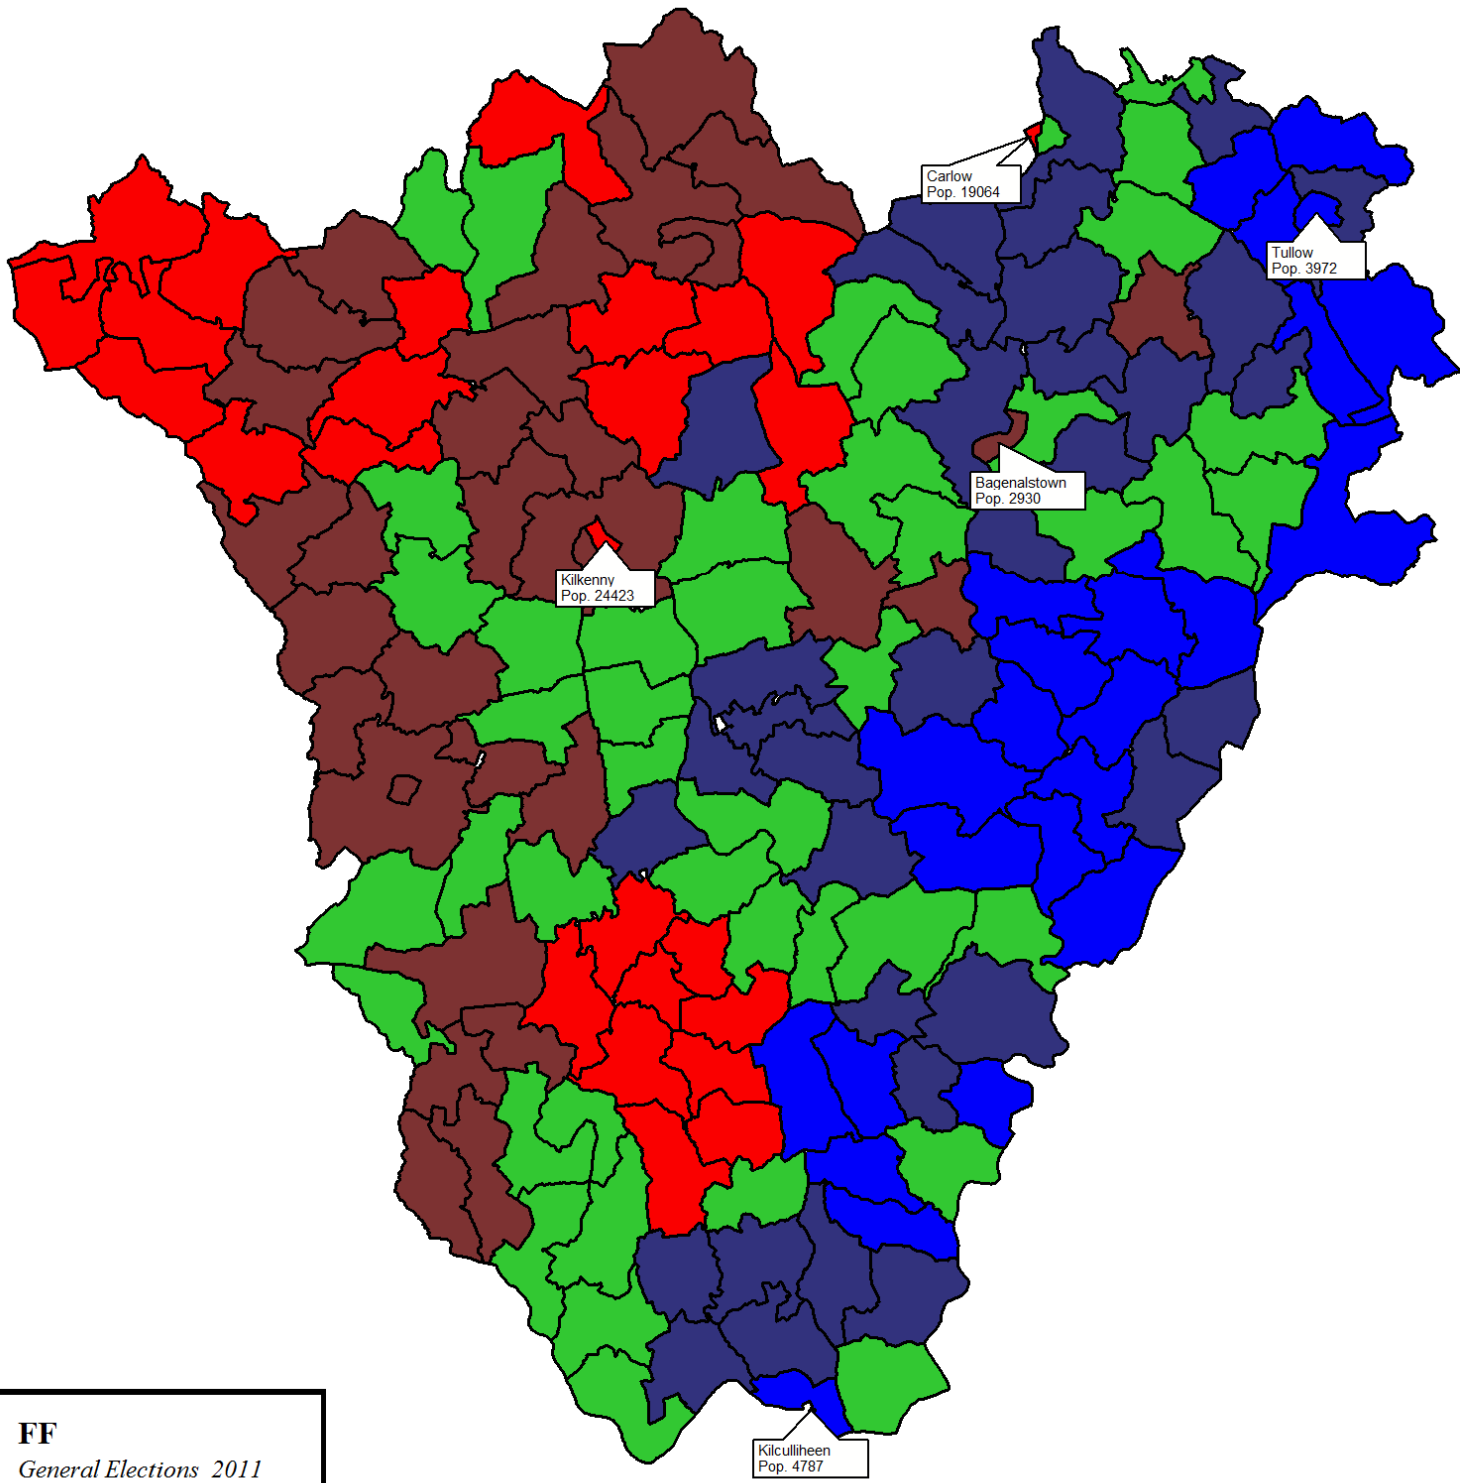 Carlow
Pop. 19064
Tullow
Pop. 3972
Bagenalstown
Pop. 2930
Kilkenny
Pop. 24423
FF
General Elections 2011
Kilculliheen
Pop. 4787